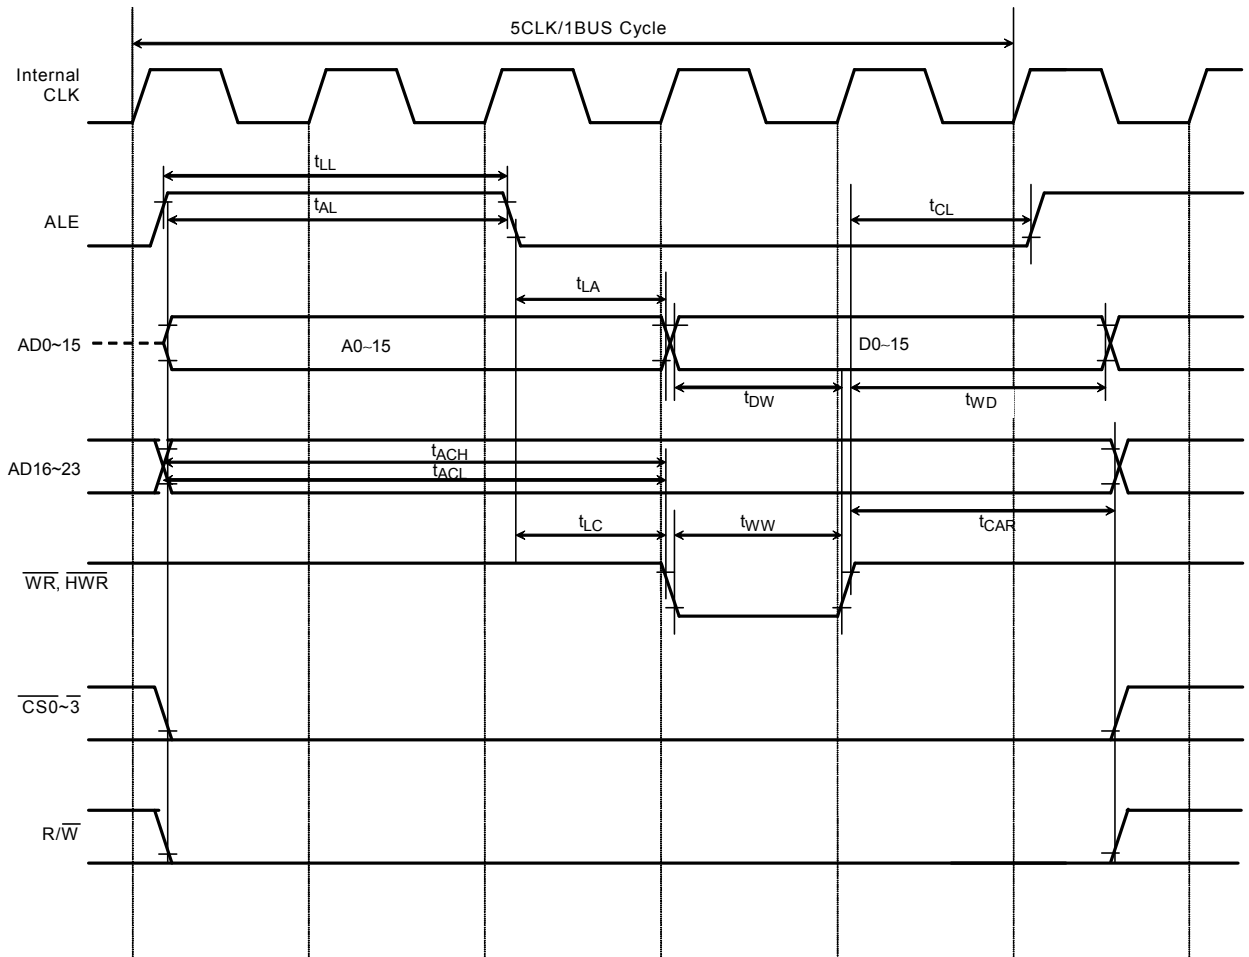 5CLK/1BUS Cycle
Internal
CLK
tLL
ALE
tAL
tCL
tLA
AD0~15
A0~15
D0~15
tDW
tWD
AD16~23
tACH
tACL
tLC
tWW
tCAR
WR, HWR
CS0~3
R/W